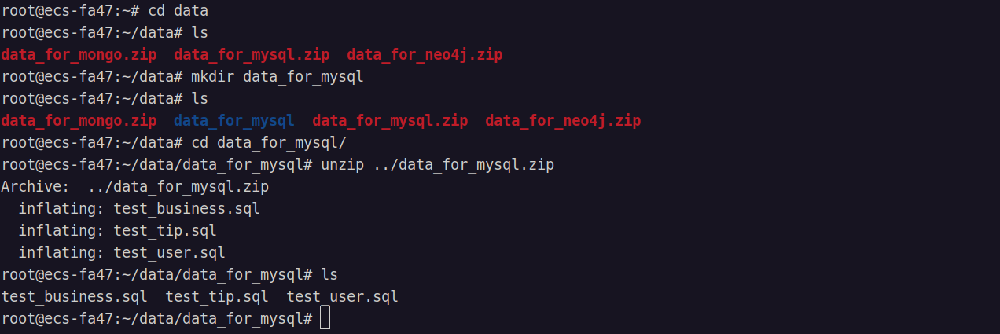 root@ecs-fa47:~# cd data
root@ecs-fa47:~/data# ls
data_for_mongo.zip  data_for_mysql.zip  data_for_neo4j.zip
root@ecs-fa47:~/data# mkdir data_for_mysql
root@ecs-fa47:~/data# ls
data_for_mongo.zip  data_for_mysql  data_for_mysql.zip  data_for_neo4j.zip
root@ecs-fa47:~/data# cd data_for_mysql/
root@ecs-fa47:~/data/data_for_mysql# unzip ../data_for_mysql.zip
Archive:  ../data_for_mysql.zip
  inflating: test_business.sql
  inflating: test_tip.sql
  inflating: test_user.sql
root@ecs-fa47:~/data/data_for_mysql# ls
test_business.sql  test_tip.sql  test_user.sql
root@ecs-fa47:~/data/data_for_mysql#